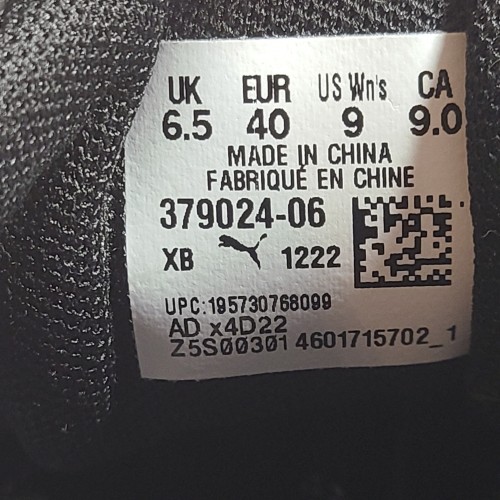 UK EUR US Wn's CA
6.5 40 9 9.0
MADE IN CHINA
FABRIQUÉ EN CHINE
379024-06
XB 1222
UPC:195730768099
AD x4D22
Z5S00301 4601715702_1